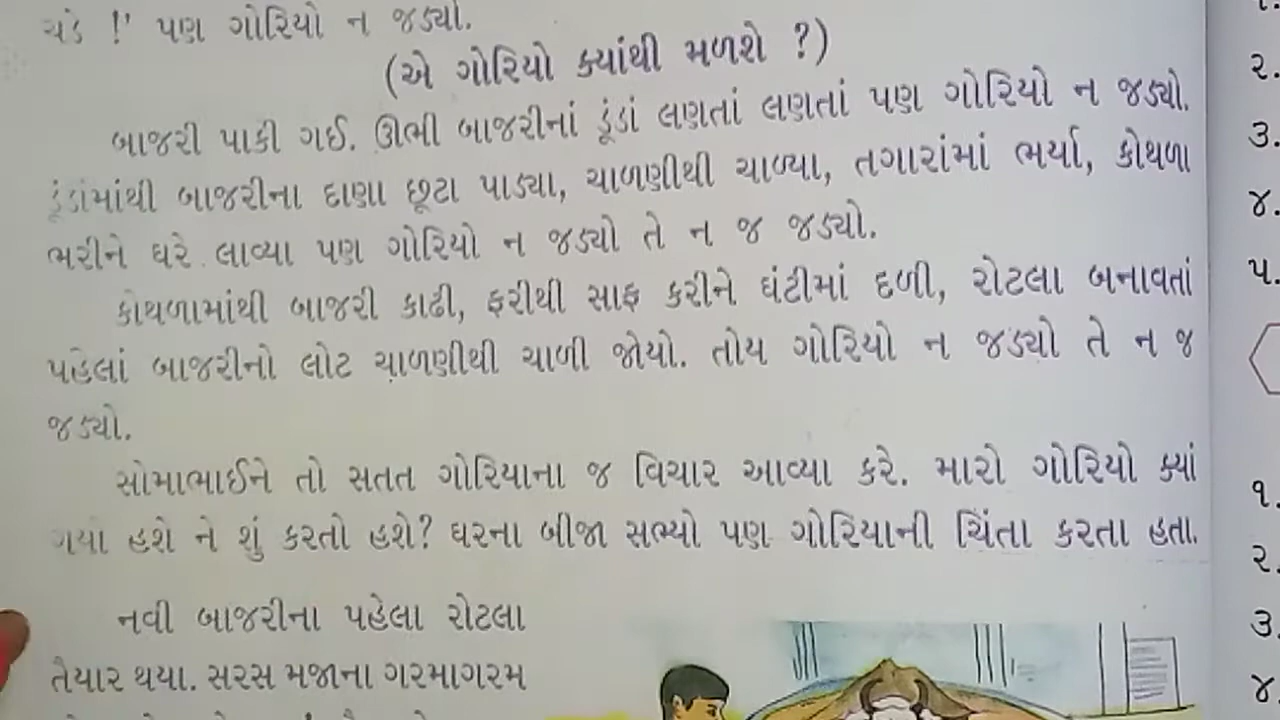 ચડે !' પણ ગોરિયો ન જડ્યો.
(એ ગોરિયો ક્યાંથી મળશે ?)
બાજરી પાકી ગઈ. ઊભી બાજરીનાં ડૂંડાં લણતાં લણતાં પણ ગોરિયો ન જડ્યો.
ડૂંડાંમાંથી બાજરીના દાણા છૂટા પાડ્યા, ચાળણીથી ચાળ્યા, તગારાંમાં ભર્યા, કોથળા
ભરીને ઘરે લાવ્યા પણ ગોરિયો ન જડ્યો તે ન જ જડ્યો.
કોથળામાંથી બાજરી કાઢી, ફરીથી સાફ કરીને ઘંટીમાં દળી, રોટલા બનાવતાં
પહેલાં બાજરીનો લોટ ચાળણીથી ચાળી જોયો. તોય ગોરિયો ન જડ્યો તે ન જ
જડ્યો.
સોમાભાઈને તો સતત ગોરિયાના જ વિચાર આવ્યા કરે. મારો ગોરિયો ક્યાં
ગયો હશે ને શું કરતો હશે? ઘરના બીજા સભ્યો પણ ગોરિયાની ચિંતા કરતા હતા.
નવી બાજરીના પહેલા રોટલા
તૈયાર થયા. સરસ મજાના ગરમાગરમ
૨.
૩.
૪.
૫.
૧.
૨.
૩.
૪.